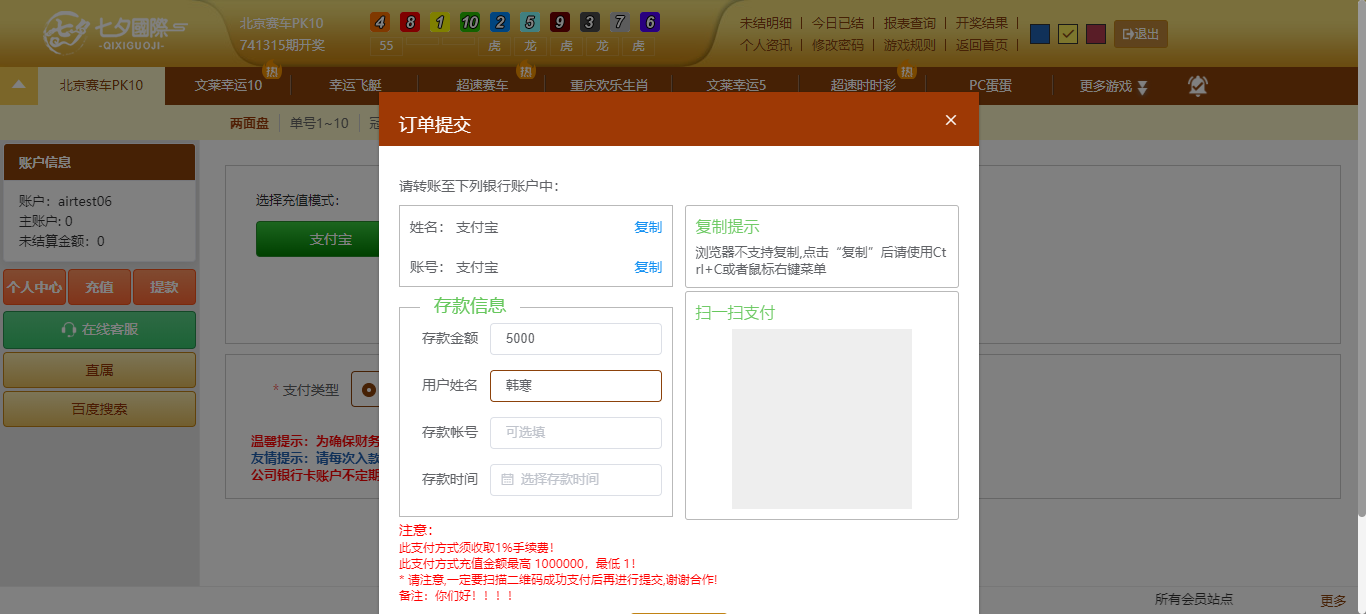 七夕 七夕國際
-QIXIGUOJI-
北京赛车PK10
741315期开奖
4 8 1 10 2 5 9 3 7 6
55 虎 龙 虎 龙 虎
未结明细 | 今日已结 | 报表查询 | 开奖结果 |
个人资讯 | 修改密码 | 游戏规则 | 返回首页 |
退出
北京赛车PK10 文莱幸运10 热 幸运飞艇 超速赛车 热 重庆欢乐生肖 文莱幸运5 超速时时彩 热 PC蛋蛋 更多游戏
两面盘 | 单号1~10 | 冠
账户信息
账户：airtest06
主账户: 0
未结算金额：0
个人中心 充值 提款
在线客服
直属
百度搜索
选择充值模式：
支付宝
* 支付类型
温馨提示：为确保财务
友情提示：请每次入款
公司银行卡账户不定期
订单提交 ×
请转账至下列银行账户中：
姓名： 支付宝 复制
账号： 支付宝 复制
复制提示
浏览器不支持复制,点击“复制”后请使用Ct
rl+C或者鼠标右键菜单
存款信息
存款金额 5000
用户姓名 韩寒
存款帐号 可选填
存款时间 选择存款时间
扫一扫支付
注意：
此支付方式须收取1%手续费！
此支付方式充值金额最高 1000000，最低 1！
* 请注意,一定要扫描二维码成功支付后再进行提交,谢谢合作!
备注：你们好！！！！
所有会员站点
更多